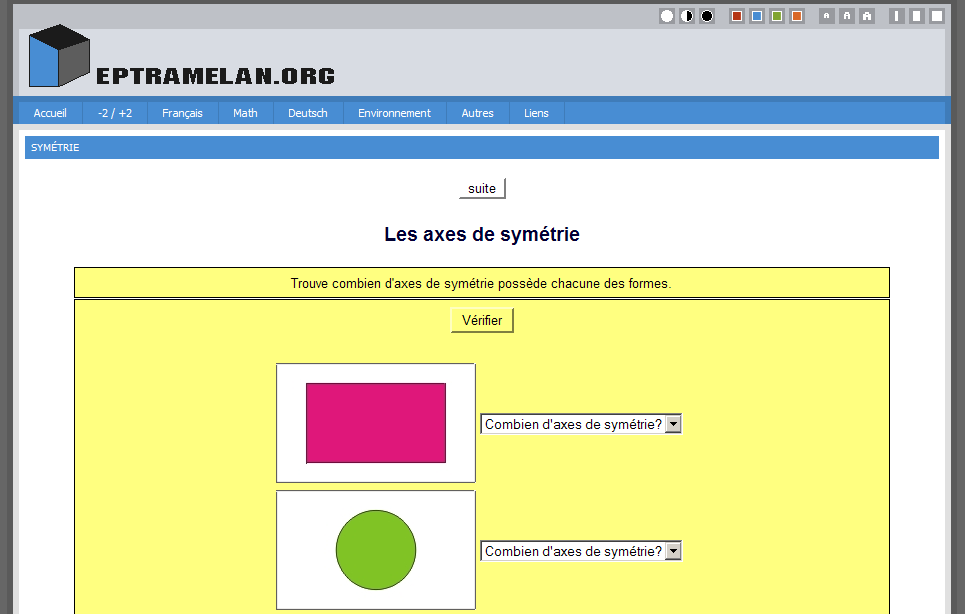 A A A
EPTRAMELAN.ORG
Accueil -2 / +2 Français Math Deutsch Environnement Autres Liens
SYMÉTRIE
suite
Les axes de symétrie
Trouve combien d'axes de symétrie possède chacune des formes.
Vérifier
Combien d'axes de symétrie?
Combien d'axes de symétrie?